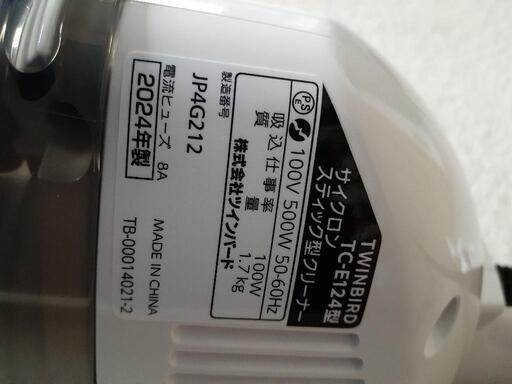 TWINBIRD
TC-E124型
サイクロン
スティック型クリーナー
PS
E
100V 500W 50-60Hz
吸込仕事率 100W
質量 1.7kg
株式会社ツインバード
製造番号
JP4G212
2024年製
電流ヒューズ 8A
MADE IN CHINA
TB-00014021-2